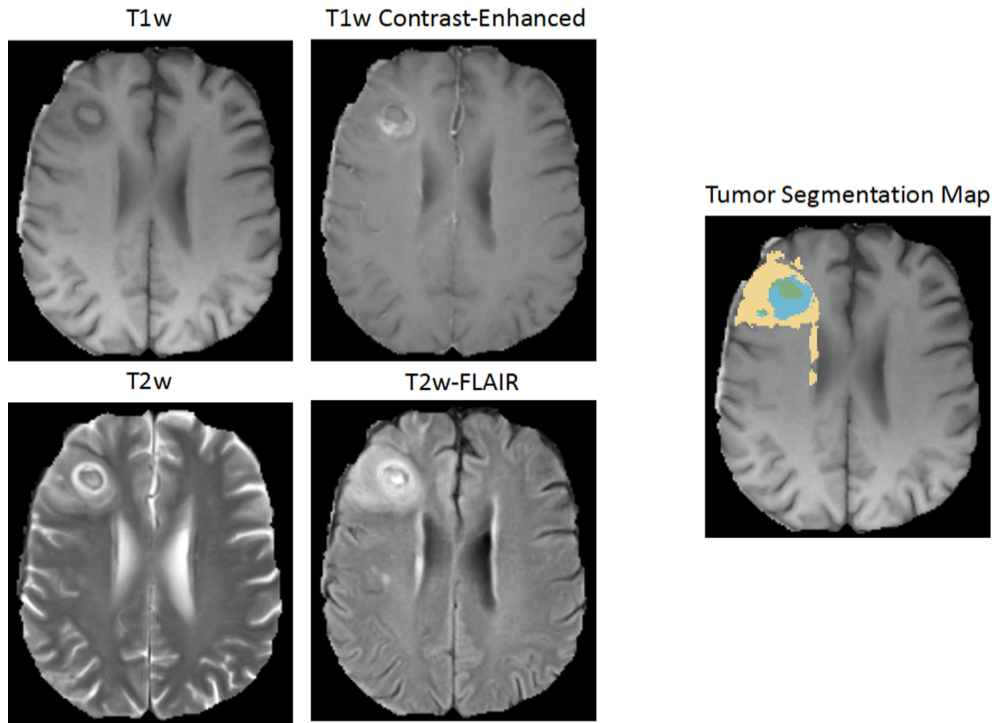 T1w
T1w Contrast-Enhanced
Tumor Segmentation Map
T2w
T2w-FLAIR